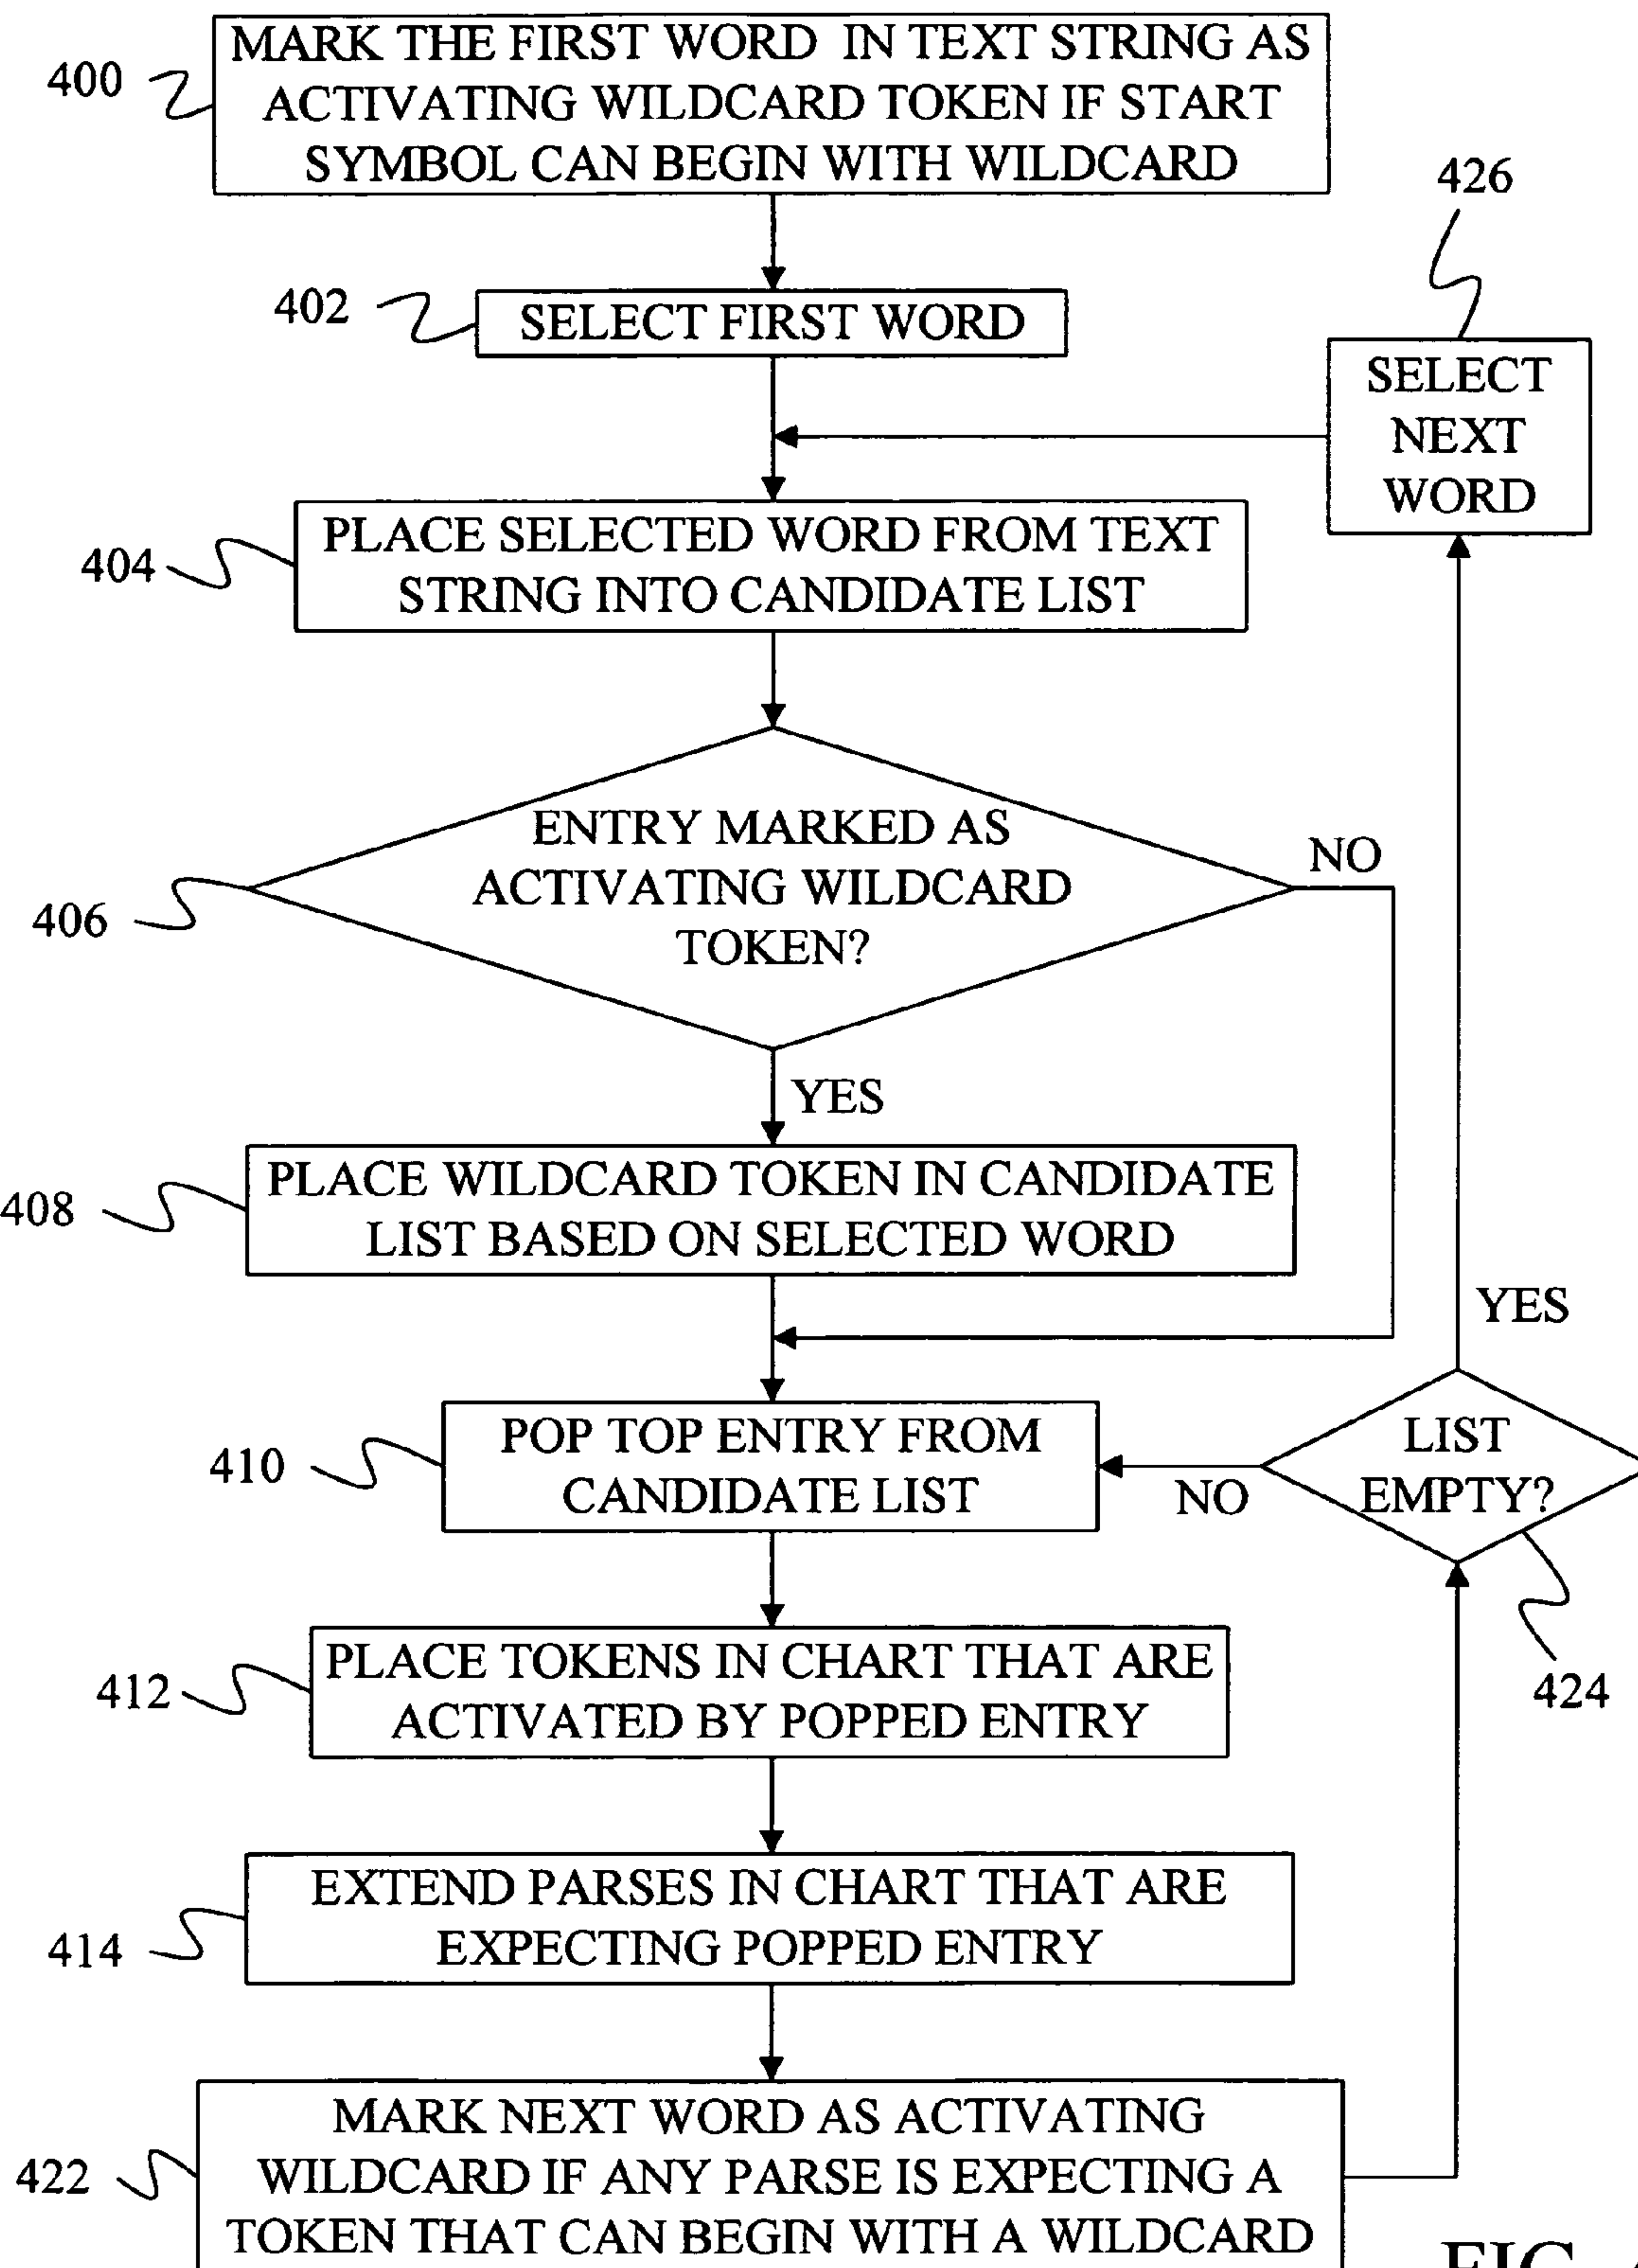 400
MARK THE FIRST WORD IN TEXT STRING AS
ACTIVATING WILDCARD TOKEN IF START
SYMBOL CAN BEGIN WITH WILDCARD
426
402
SELECT FIRST WORD
SELECT
NEXT
WORD
404
PLACE SELECTED WORD FROM TEXT
STRING INTO CANDIDATE LIST
406
ENTRY MARKED AS
ACTIVATING WILDCARD
TOKEN?
NO
YES
408
PLACE WILDCARD TOKEN IN CANDIDATE
LIST BASED ON SELECTED WORD
YES
410
POP TOP ENTRY FROM
CANDIDATE LIST
NO
LIST
EMPTY?
424
412
PLACE TOKENS IN CHART THAT ARE
ACTIVATED BY POPPED ENTRY
414
EXTEND PARSES IN CHART THAT ARE
EXPECTING POPPED ENTRY
422
MARK NEXT WORD AS ACTIVATING
WILDCARD IF ANY PARSE IS EXPECTING A
TOKEN THAT CAN BEGIN WITH A WILDCARD
FIG.